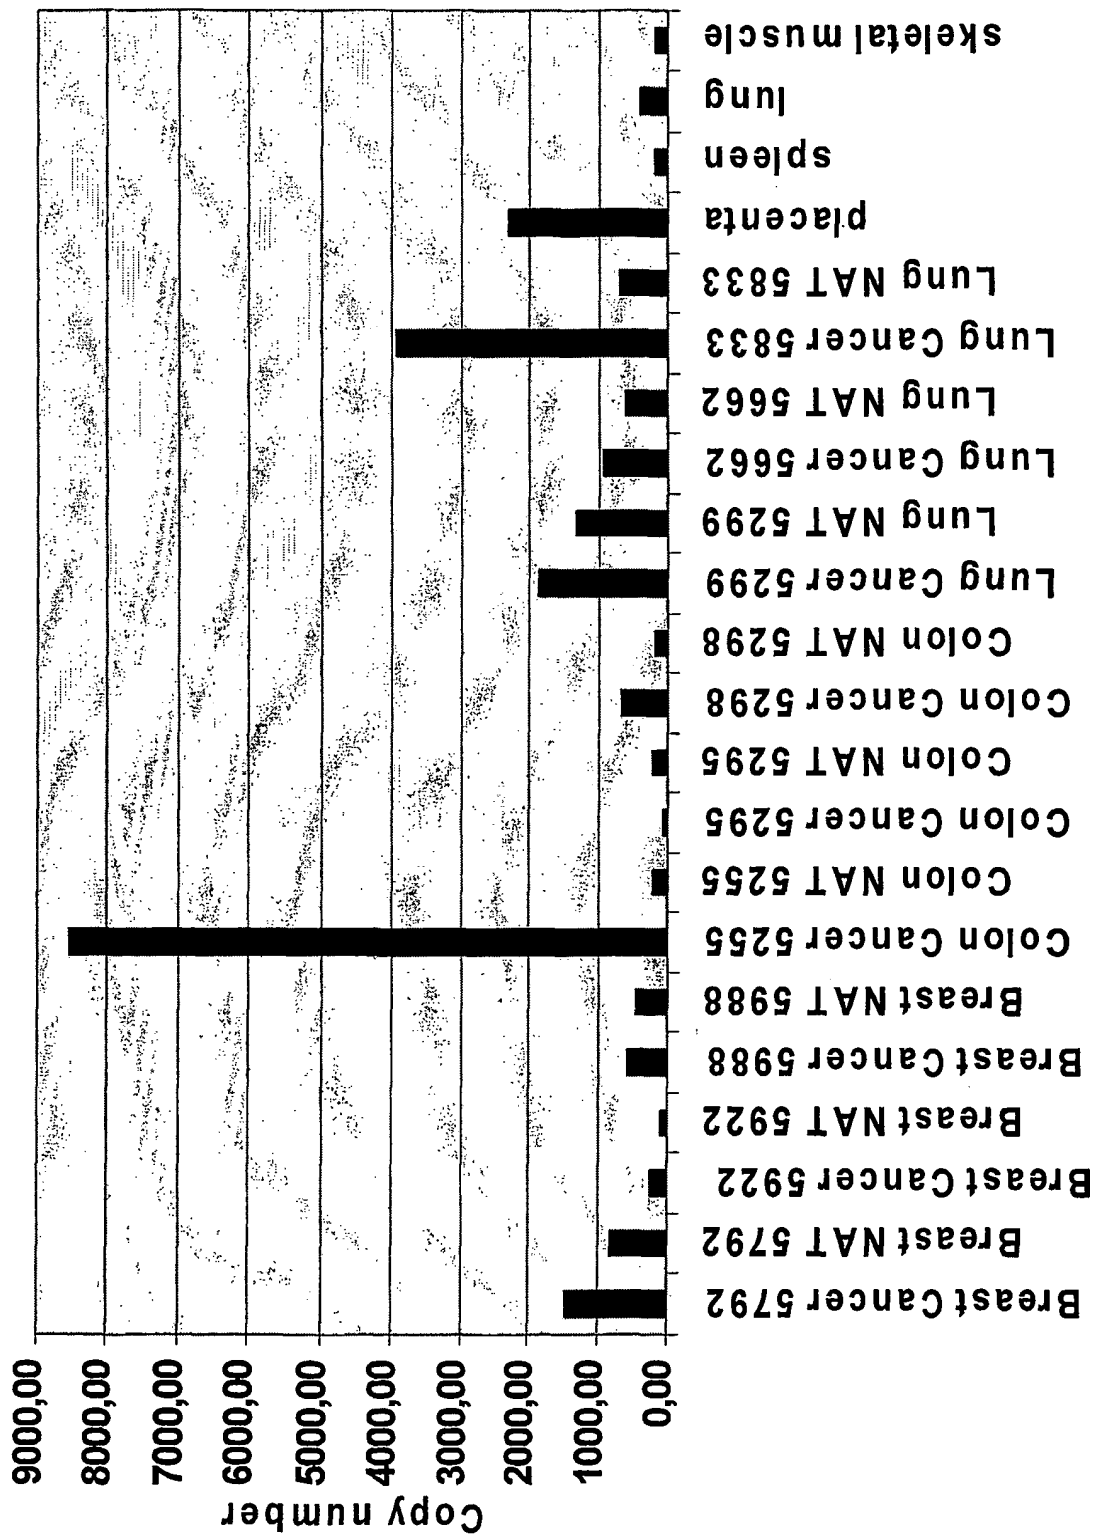 Copy number
9000,00
8000,00
7000,00
6000,00
5000,00
4000,00
3000,00
2000,00
1000,00
0,00
Breast Cancer 5792
Breast NAT 5792
Breast Cancer 5922
Breast NAT 5922
Breast Cancer 5988
Breast NAT 5988
Colon Cancer 5255
Colon NAT 5255
Colon Cancer 5295
Colon NAT 5295
Colon Cancer 5298
Colon NAT 5298
Lung Cancer 5299
Lung NAT 5299
Lung Cancer 5662
Lung NAT 5662
Lung Cancer 5833
Lung NAT 5833
placenta
spleen
lung
skeletal muscle